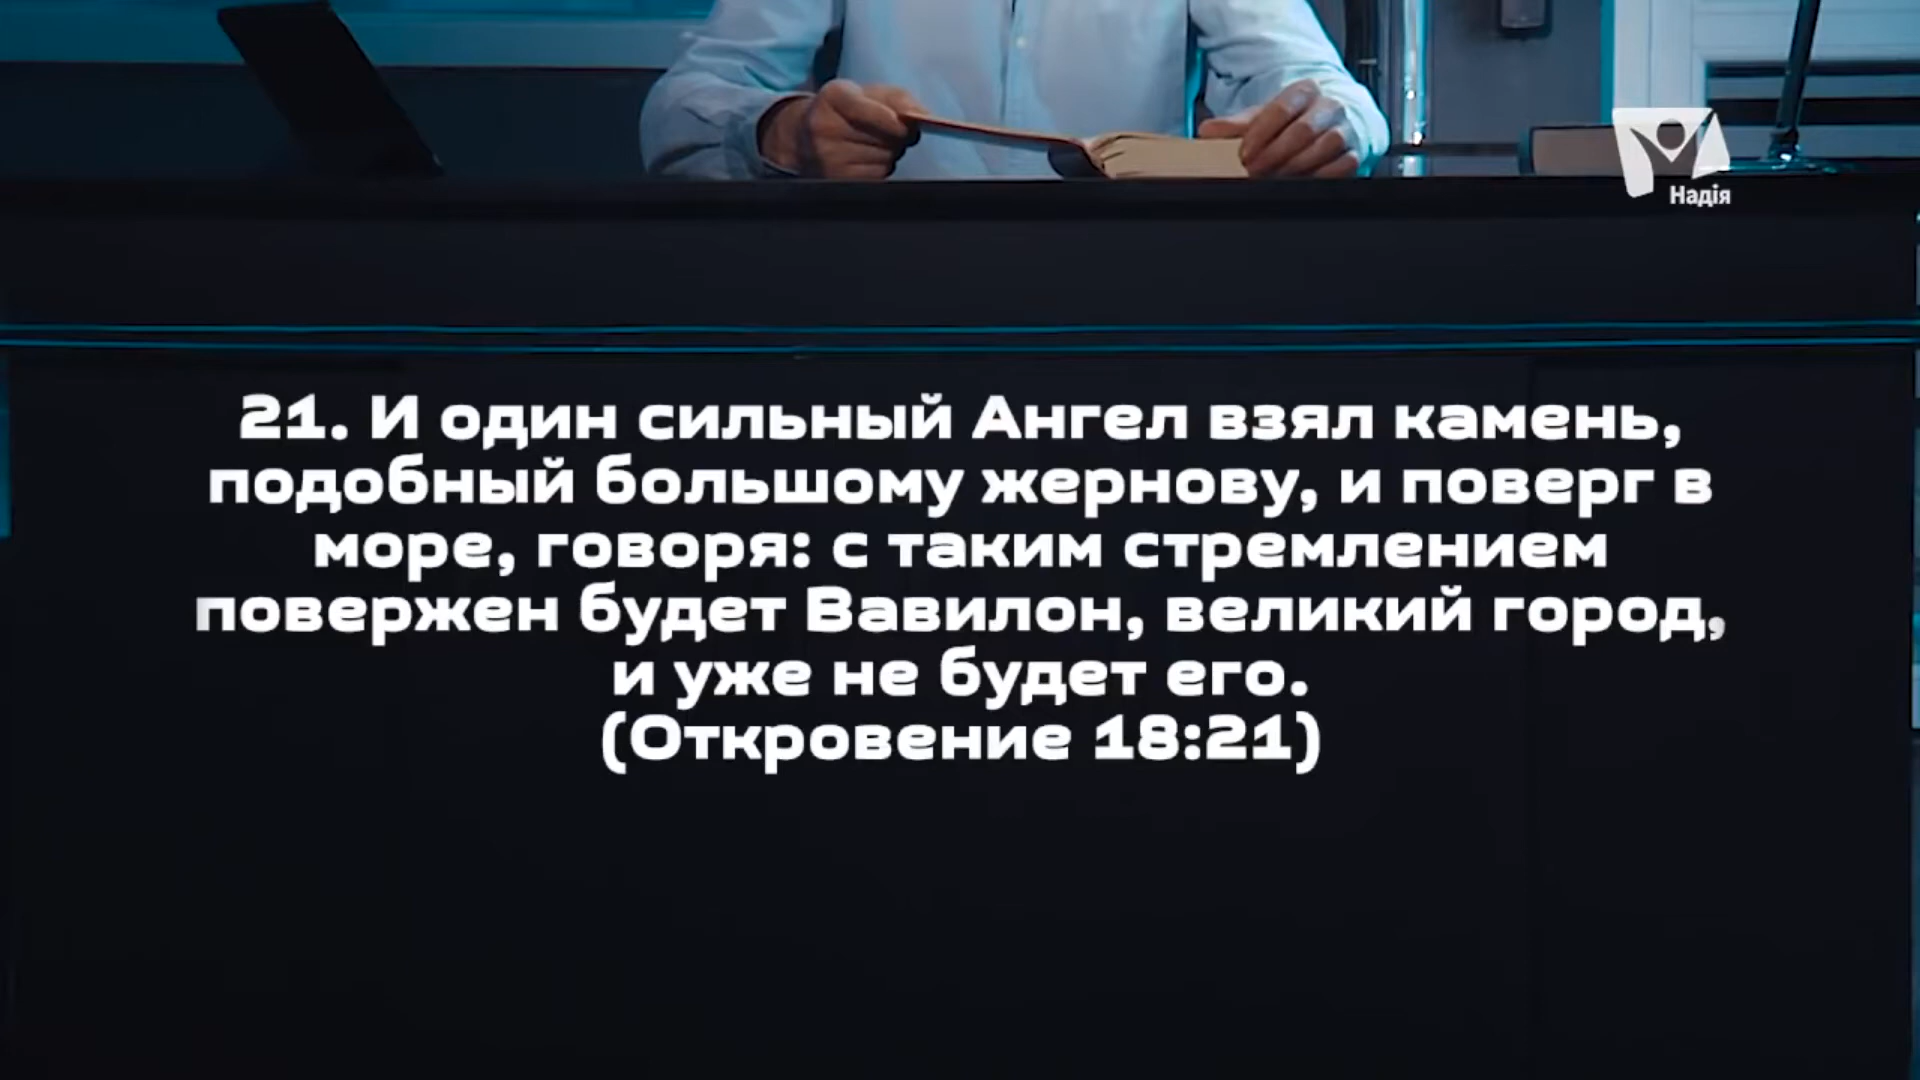 Надія
21. И один сильный Ангел взял камень,
подобный большому жернову, и поверг в
море, говоря: с таким стремлением
повержен будет Вавилон, великий город,
и уже не будет его.
(Откровение 18:21)